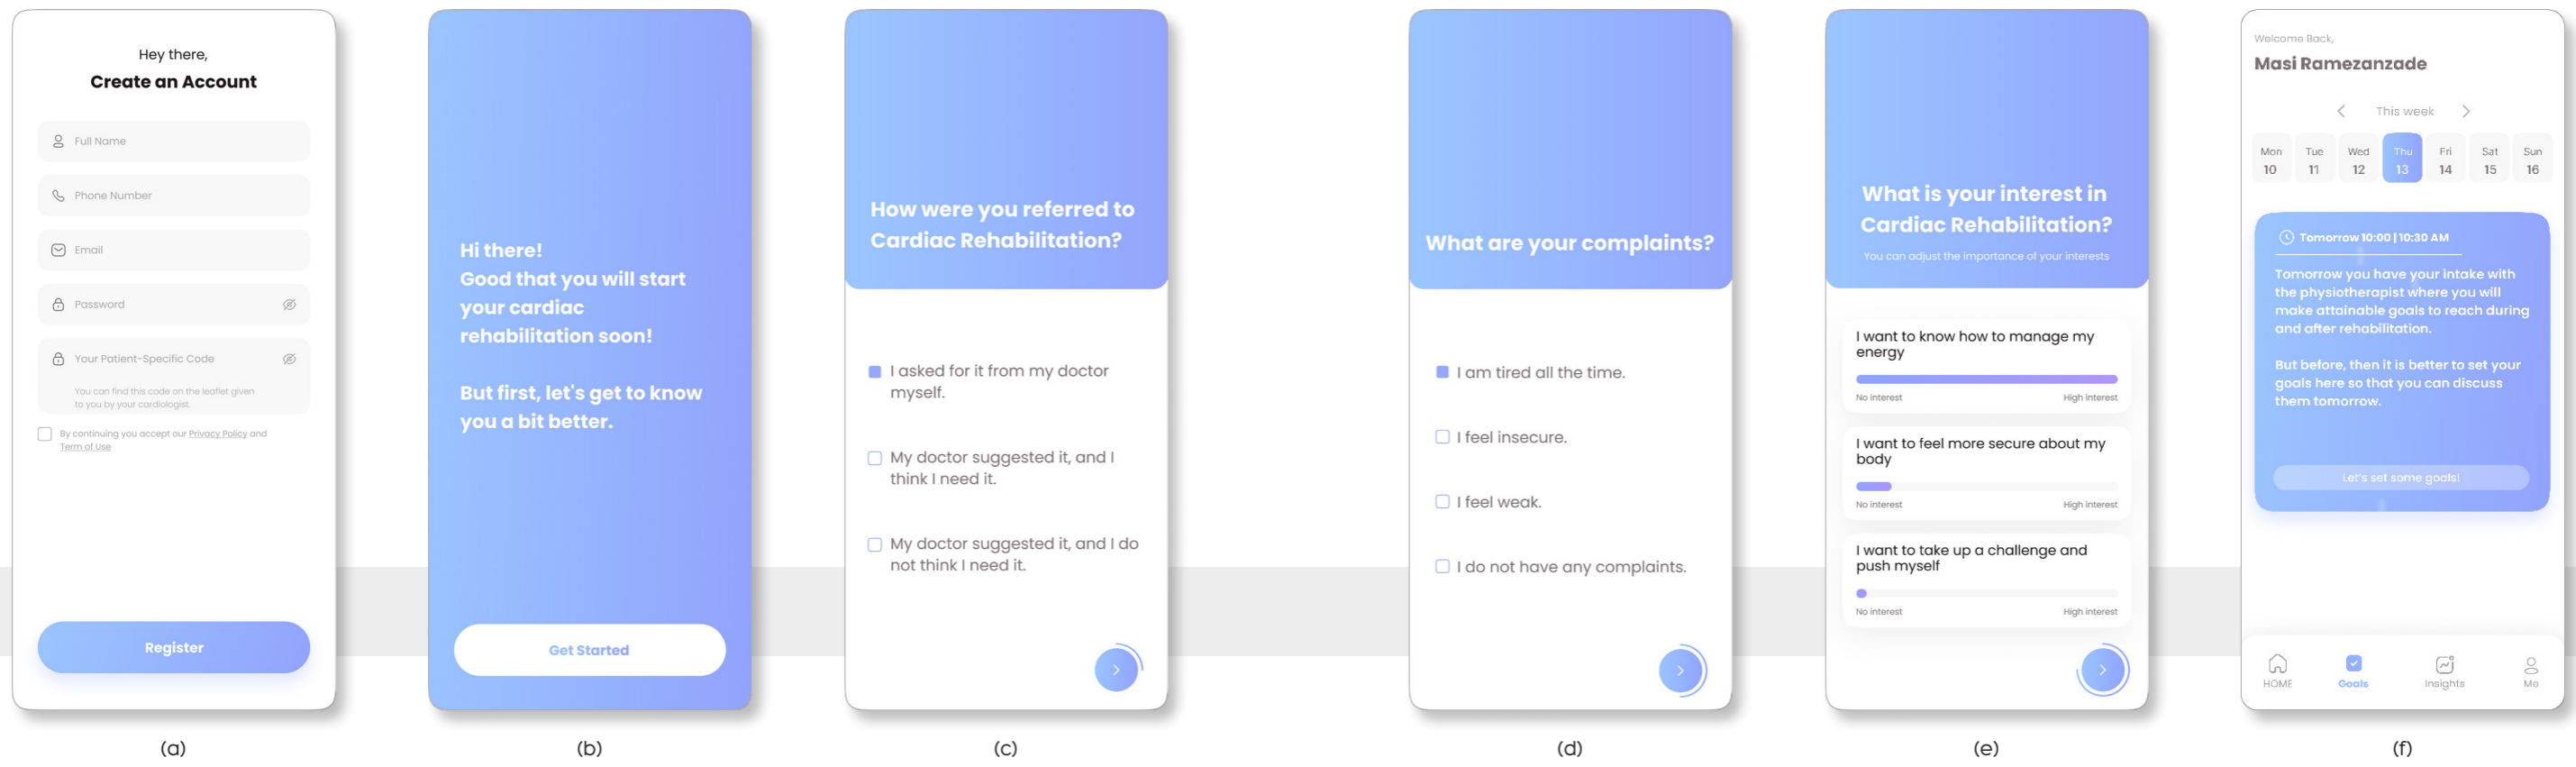 Hey there,
Create an Account
Full Name
Phone Number
Email
Password
Your Patient-Specific Code
You can find this code on the leaflet given
to you by your cardiologist.
By continuing you accept our Privacy Policy and
Term of Use
Register
(a)
Hi there!
Good that you will start
your cardiac
rehabilitation soon!
But first, let's get to know
you a bit better.
Get Started
(b)
How were you referred to
Cardiac Rehabilitation?
I asked for it from my doctor
myself.
My doctor suggested it, and I
think I need it.
My doctor suggested it, and I do
not think I need it.
(c)
What are your complaints?
I am tired all the time.
I feel insecure.
I feel weak.
I do not have any complaints.
(d)
What is your interest in
Cardiac Rehabilitation?
You can adjust the importance of your interests
I want to know how to manage my
energy
No interest High interest
I want to feel more secure about my
body
No interest High interest
I want to take up a challenge and
push myself
No interest High interest
(e)
Welcome Back,
Masi Ramezanzade
This week
Mon Tue Wed Thu Fri Sat Sun
10 11 12 13 14 15 16
Tomorrow 10:00 | 10:30 AM
Tomorrow you have your intake with
the physiotherapist where you will
make attainable goals to reach during
and after rehabilitation.
But before, then it is better to set your
goals here so that you can discuss
them tomorrow.
Let's set some goals!
HOME Goals Insights Me
(f)